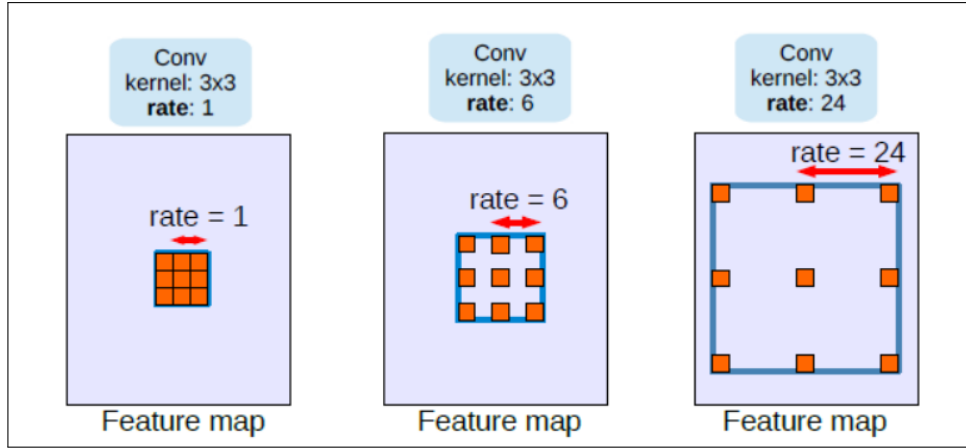 Conv
kernel: 3x3
rate: 1
Conv
kernel: 3x3
rate: 6
Conv
kernel: 3x3
rate: 24
rate = 1
rate = 6
rate = 24
Feature map
Feature map
Feature map